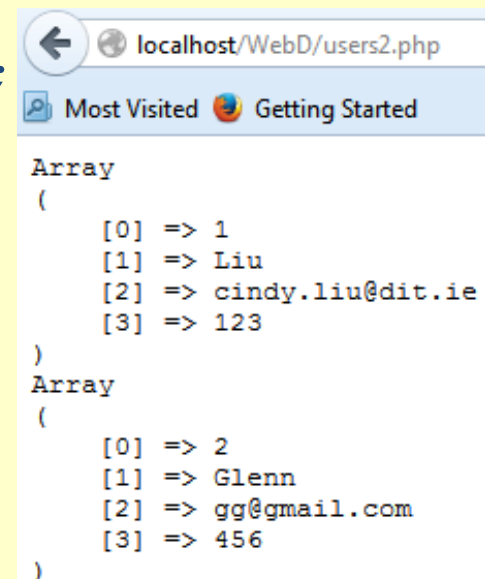 localhost/WebD/users2.php
Most Visited Getting Started
Array
(
[0] => 1
[1] => Liu
[2] => cindy.liu@dit.ie
[3] => 123
)
Array
(
[0] => 2
[1] => Glenn
[2] => gg@gmail.com
[3] => 456
)